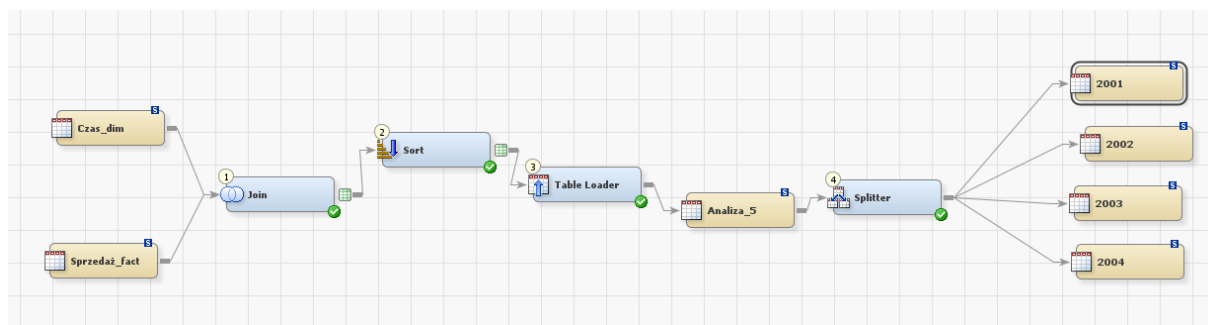 Czas_dim
Sprzedaż_fact
1
Join
2
Sort
3
Table Loader
Analiza_5
4
Splitter
2001
2002
2003
2004
S
S
S
S
S
S
S